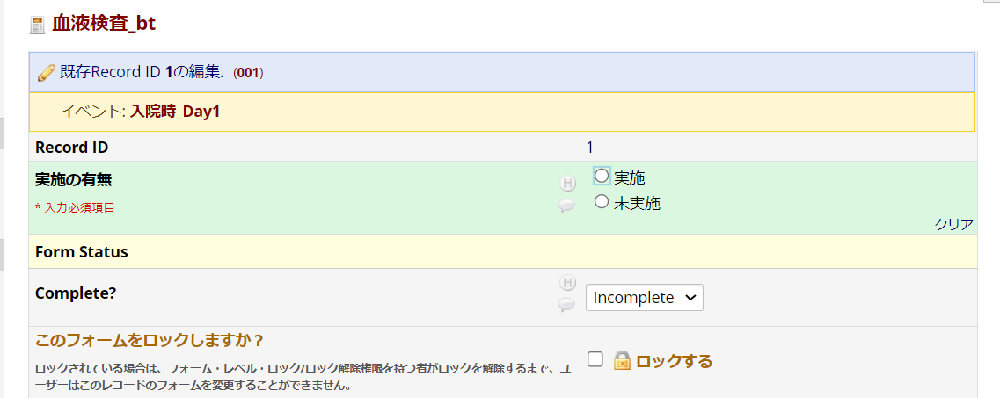 血液検査_bt
既存Record ID 1の編集. (001)
イベント: 入院時_Day1
Record ID 1
実施の有無
* 入力必須項目
H
実施
未実施
クリア
Form Status
Complete?
H
Incomplete
このフォームをロックしますか？
ロックされている場合は、フォーム・レベル・ロック/ロック解除権限を持つ者がロックを解除するまで、ユ
ーザーはこのレコードのフォームを変更することができません。
ロックする